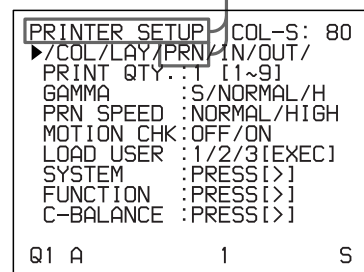 PRINTER SETUP COL-S: 80
▶/COL/LAY/PRN/IN/OUT/
PRINT QTY.:1 [1~9]
GAMMA :S/NORMAL/H
PRN SPEED :NORMAL/HIGH
MOTION CHK:OFF/ON
LOAD USER :1/2/3[EXEC]
SYSTEM :PRESS[>]
FUNCTION :PRESS[>]
C-BALANCE :PRESS[>]
Q1 A 1 S